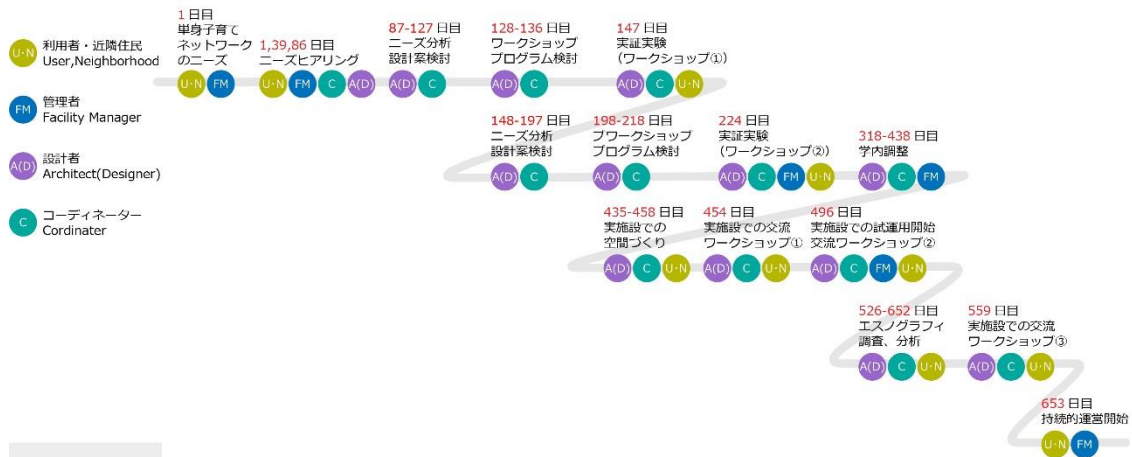 U·N
利用者・近隣住民
User,Neighborhood
FM
管理者
Facility Manager
A(D)
設計者
Architect(Designer)
C
コーディネーター
Cordinater
1 日目
単身子育て
ネットワーク
のニーズ
U·N FM
1,39,86 日目
ニーズヒアリング
U·N FM C A(D)
87-127 日目
ニーズ分析
設計案検討
A(D) C
128-136 日目
ワークショップ
プログラム検討
A(D) C
147 日目
実証実験
（ワークショップ①）
A(D) C U·N
148-197 日目
ニーズ分析
設計案検討
A(D) C
198-218 日目
プワークショップ
プログラム検討
A(D) C
224 日目
実証実験
（ワークショップ②）
A(D) C FM U·N
318-438 日目
学内調整
A(D) C FM
435-458 日目
実施設での
空間づくり
A(D) C U·N
454 日目
実施設での交流
ワークショップ①
A(D) C U·N
496 日目
実施設での試運用開始
交流ワークショップ②
A(D) C FM U·N
526-652 日目
エスノグラフィ
調査、分析
A(D) C U·N
559 日目
実施設での交流
ワークショップ③
A(D) C U·N
653 日目
持続的運営開始
U·N FM